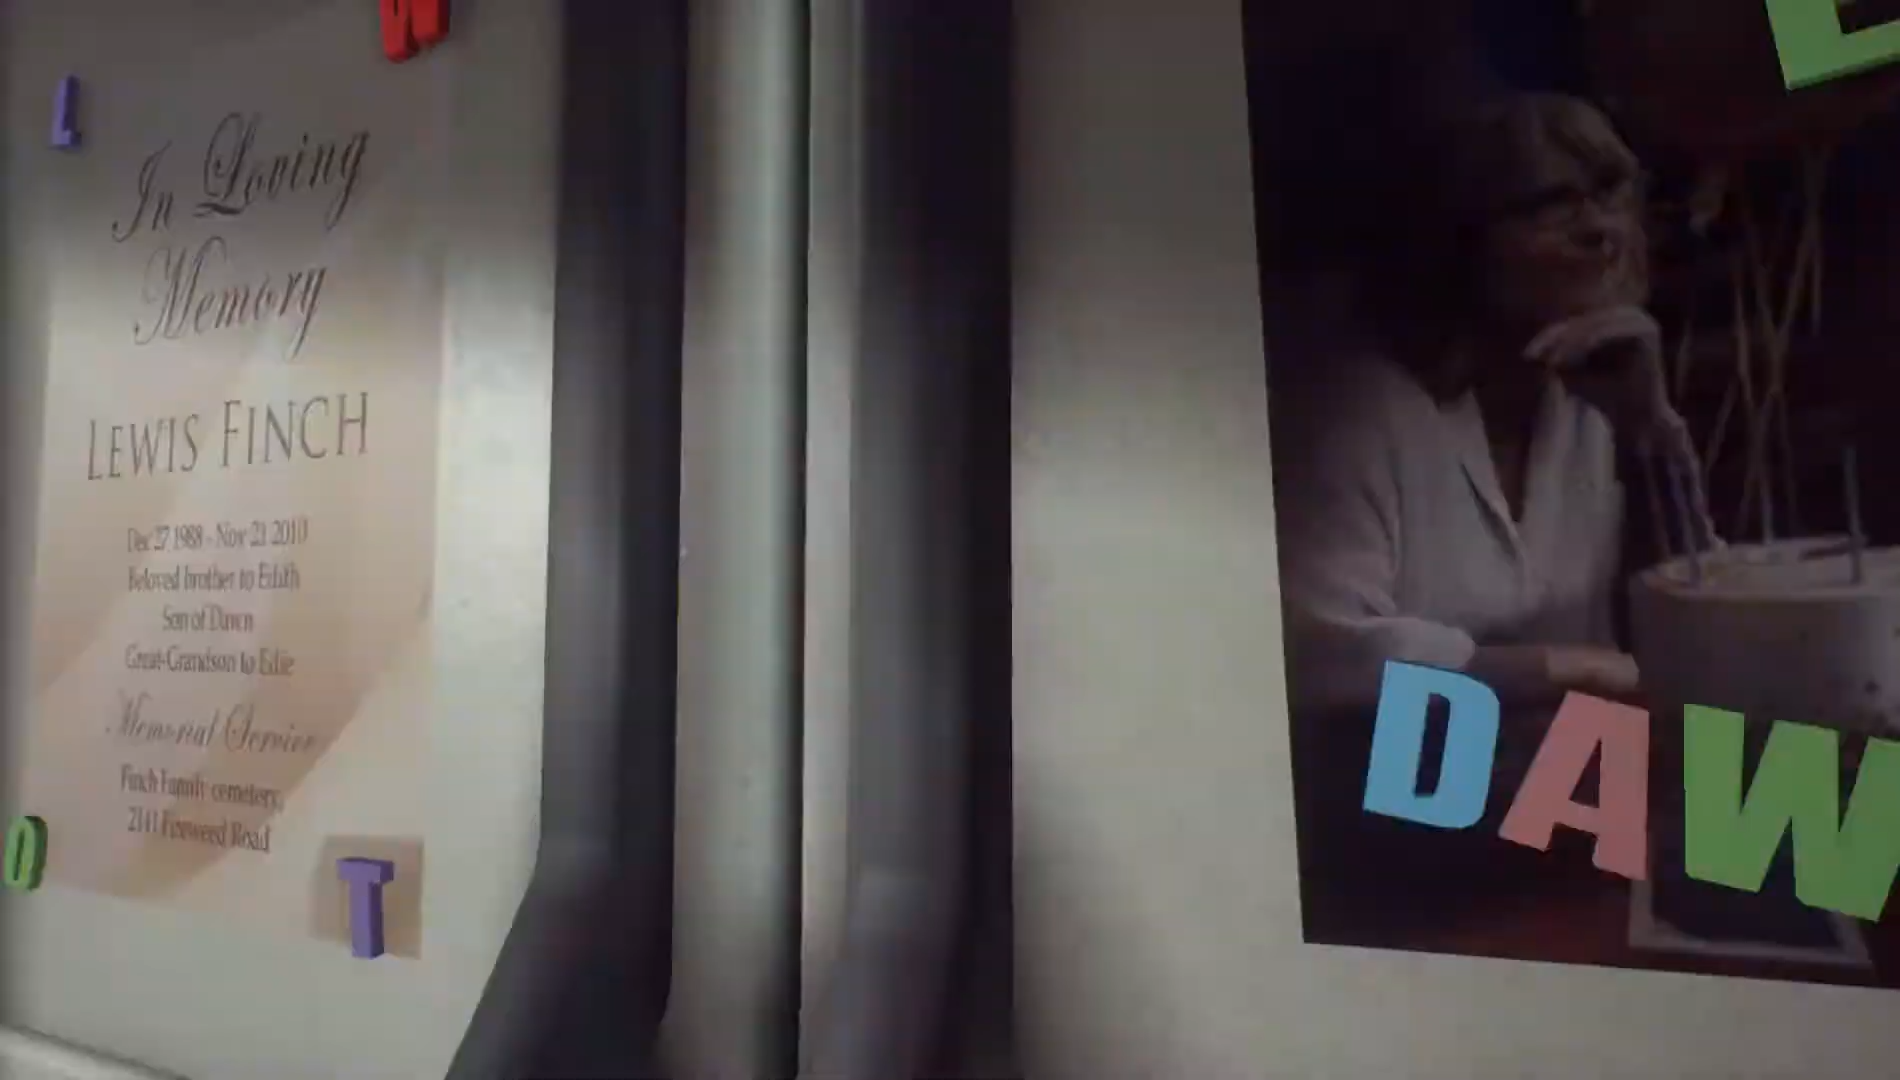 W
L
In Loving
Memory
LEWIS FINCH
Dec 27 1988 - Nov 21 2010
Beloved brother to Edith
Son of Dawn
Great-Grandson to Edie
Memorial Service
Finch Family cemetery,
2141 Fireweed Road
O
T
E
DAW